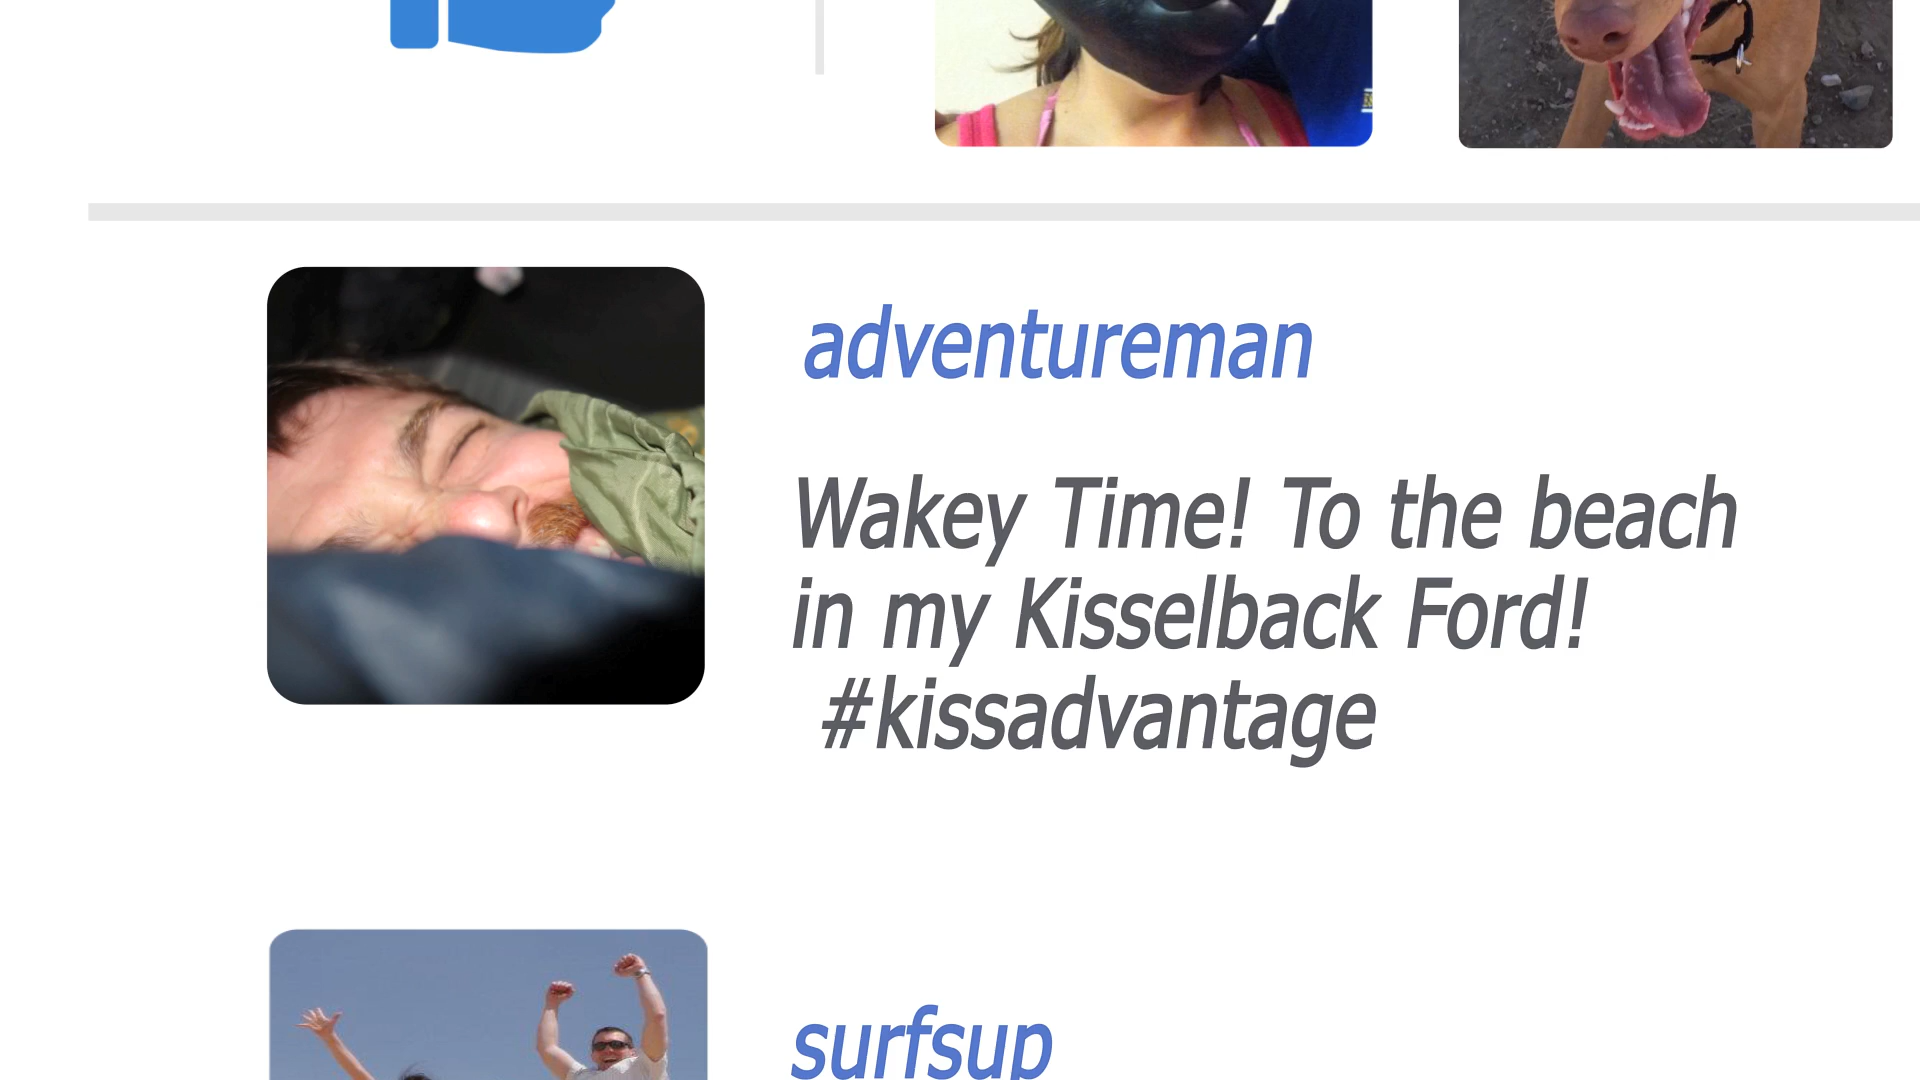 adventureman
Wakey Time! To the beach
in my Kisselback Ford!
#kissadvantage
surfsup